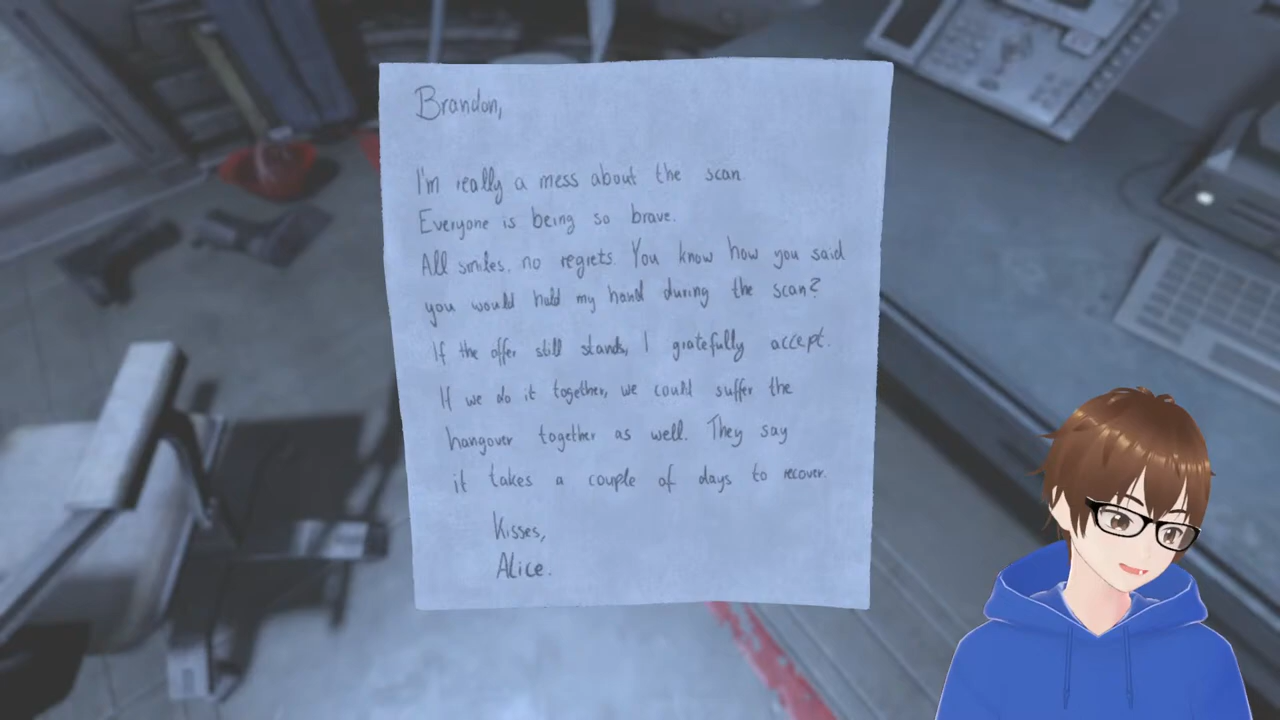 Brandon,
I'm really a mess about the scan.
Everyone is being so brave.
All smiles, no regrets. You know how you said
you would hold my hand during the scan?
If the offer still stands, I gratefully accept.
If we do it together, we could suffer the
hangover together as well. They say
it takes a couple of days to recover.
Kisses,
Alice.